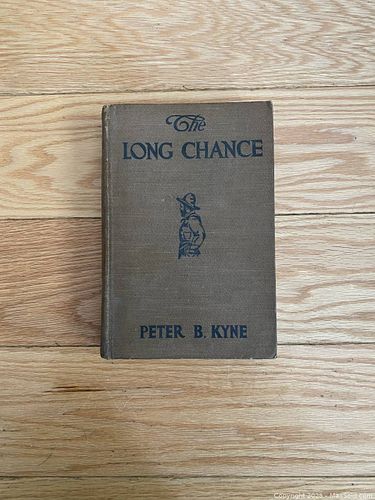 The
LONG CHANCE
PETER B. KYNE